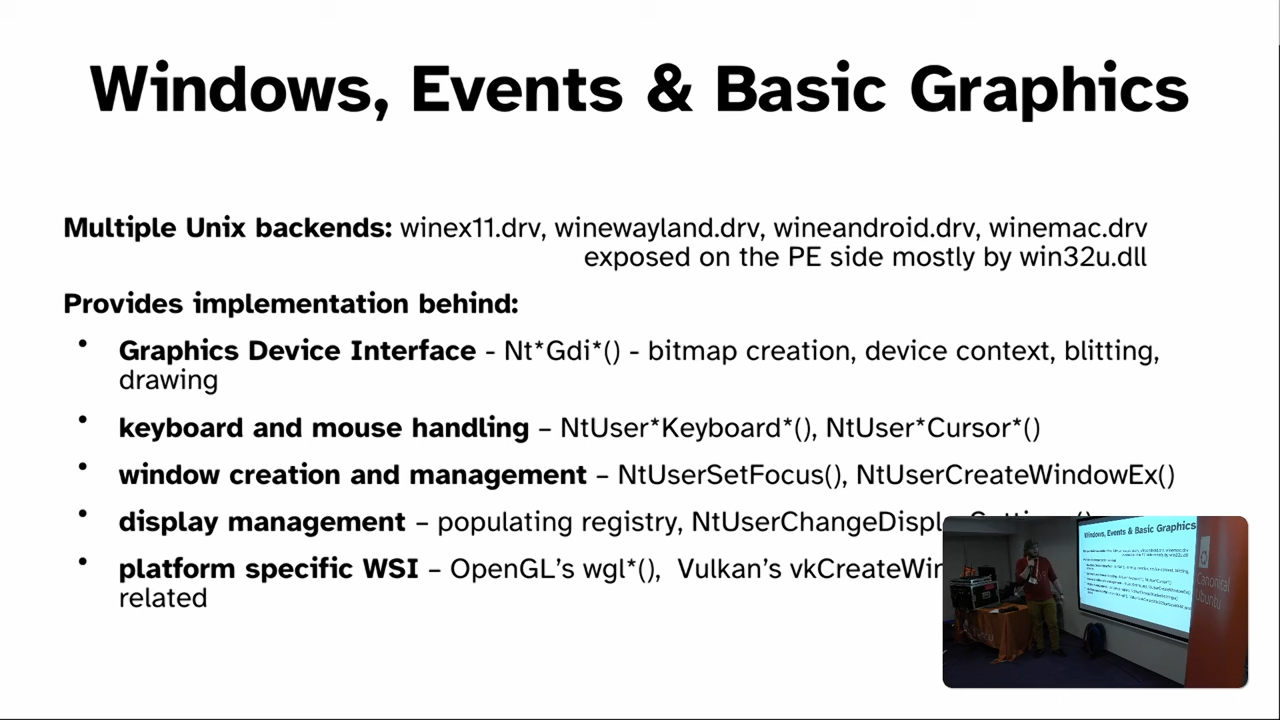 Windows, Events & Basic Graphics
Multiple Unix backends: winex11.drv, winewayland.drv, wineandroid.drv, winemac.drv
exposed on the PE side mostly by win32u.dll
Provides implementation behind:
• Graphics Device Interface - Nt*Gdi*() - bitmap creation, device context, blitting,
drawing
• keyboard and mouse handling – NtUser*Keyboard*(), NtUser*Cursor*()
• window creation and management – NtUserSetFocus(), NtUserCreateWindowEx()
• display management – populating registry,
• platform specific WSI – OpenGL's wgl*(), Vulkan's
related
Windows, Events & Basic Graphics
Canonical
ubuntu